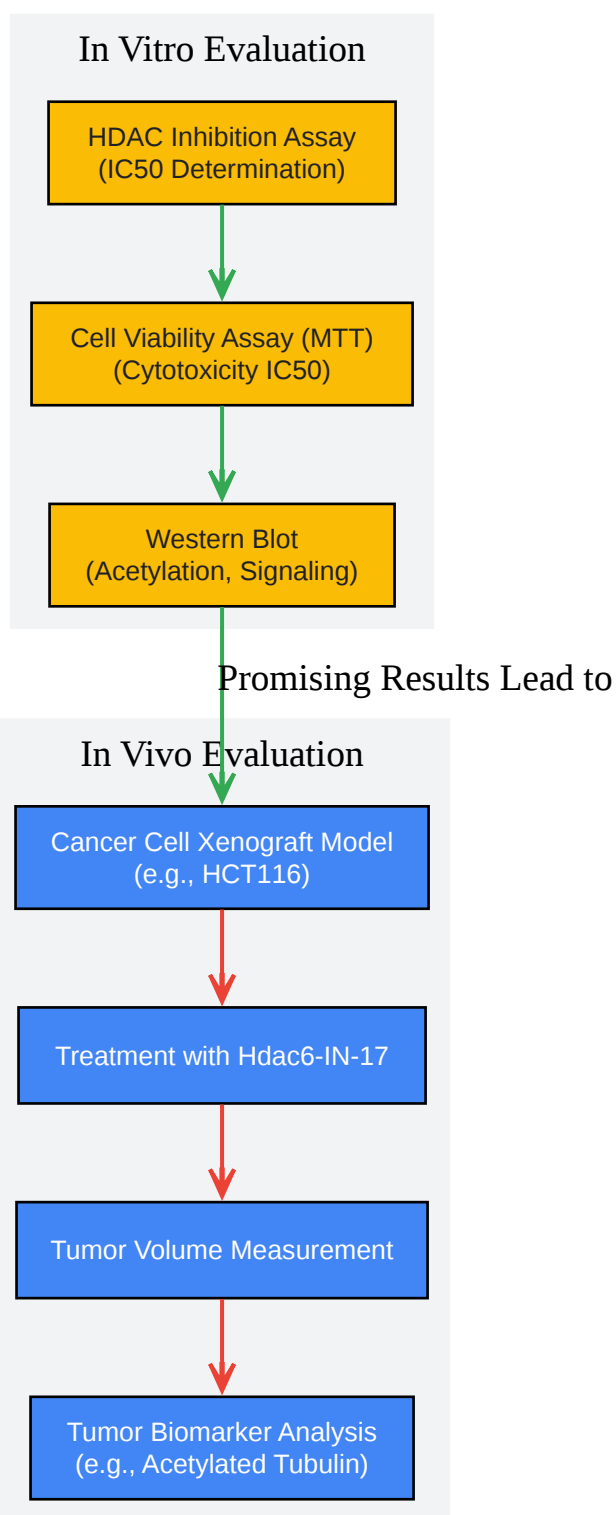 In Vitro Evaluation
HDAC Inhibition Assay
(IC50 Determination)
Cell Viability Assay (MTT)
(Cytotoxicity IC50)
Western Blot
(Acetylation, Signaling)
Promising Results Lead to
In Vivo Evaluation
Cancer Cell Xenograft Model
(e.g., HCT116)
Treatment with Hdac6-IN-17
Tumor Volume Measurement
Tumor Biomarker Analysis
(e.g., Acetylated Tubulin)